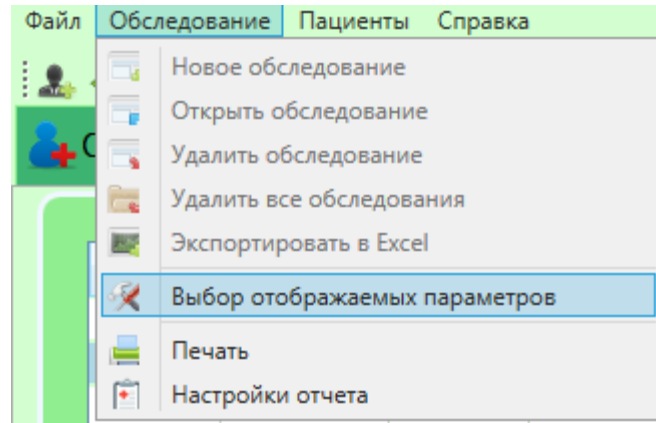 Файл Обследование Пациенты Справка
Новое обследование
Открыть обследование
Удалить обследование
Удалить все обследования
Экспортировать в Excel
Выбор отображаемых параметров
Печать
Настройки отчета